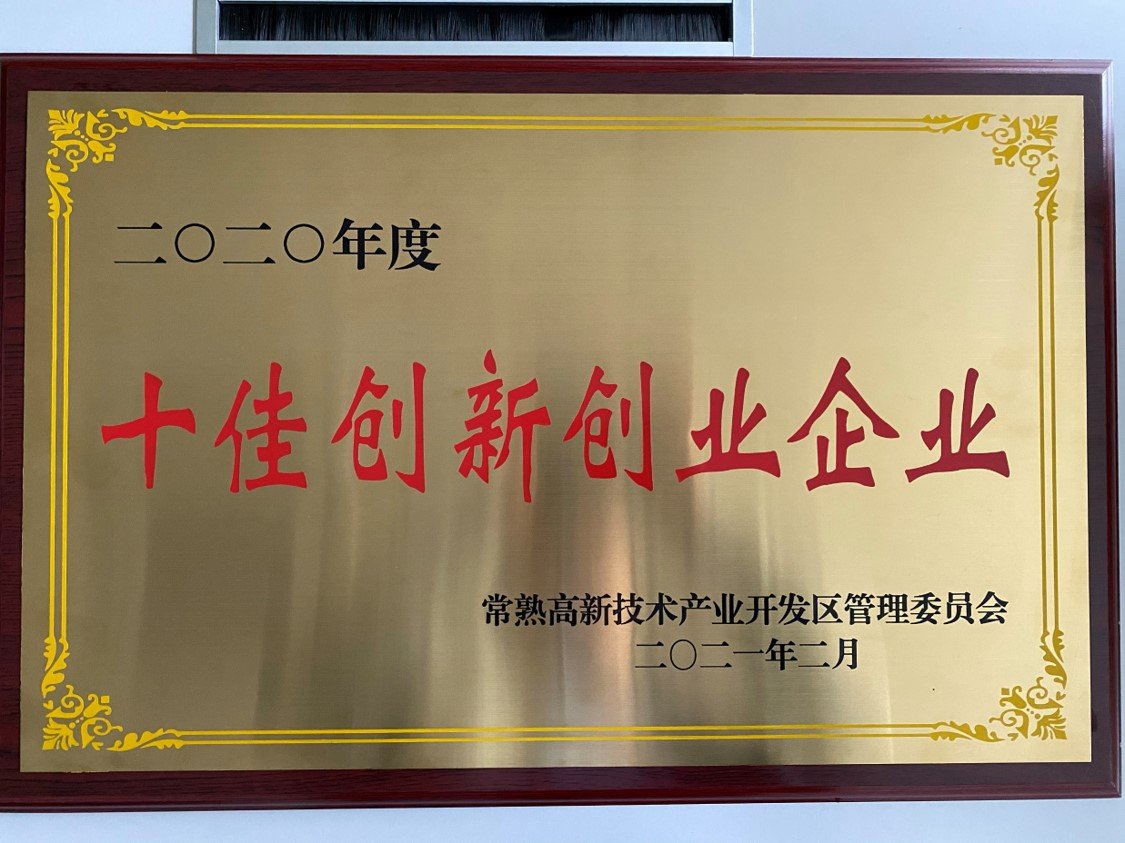 二〇二〇年度
十佳创新创业企业
常熟高新技术产业开发区管理委员会
二〇二一年二月